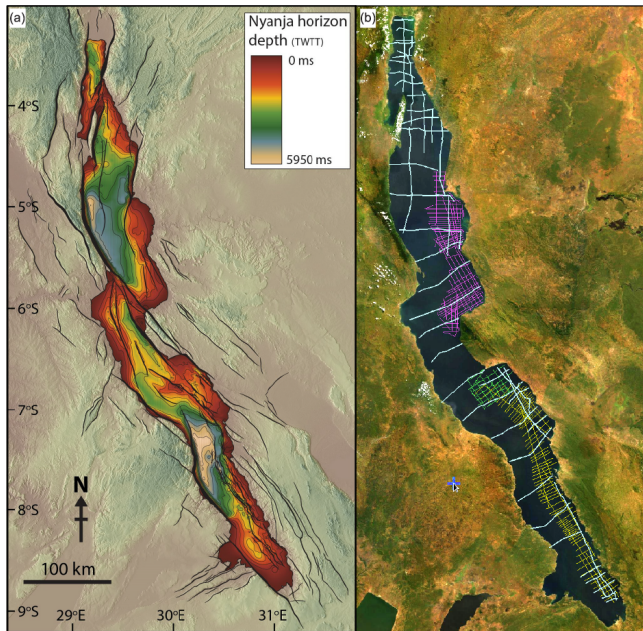 (a)
Nyanja horizon
depth (TWTT)
0 ms
5950 ms
4°S
5°S
6°S
7°S
8°S
9°S
N
100 km
29°E
30°E
31°E
(b)